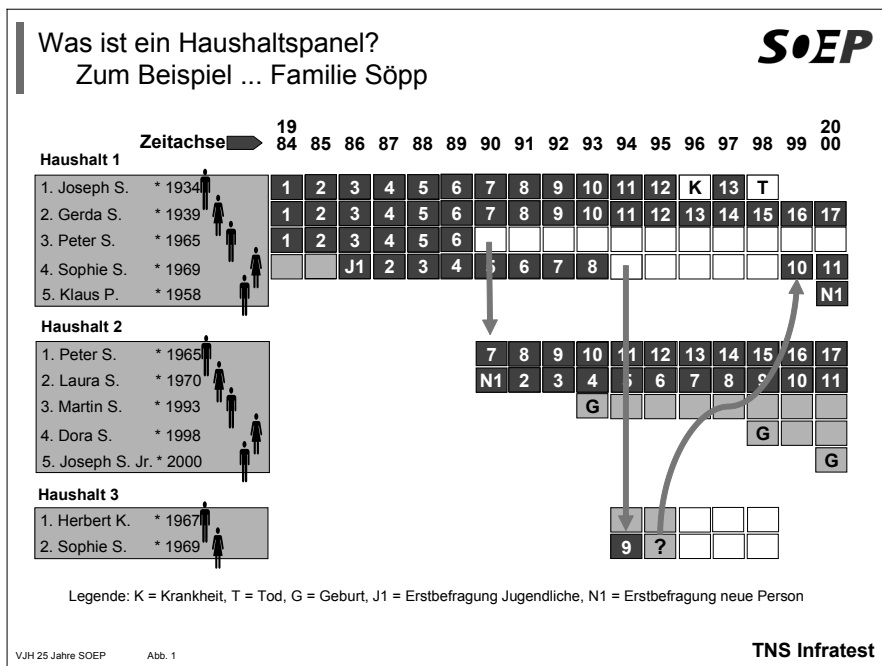 Was ist ein Haushaltspanel?
Zum Beispiel ... Familie Söpp
SOEP
Zeitachse 19 84 85 86 87 88 89 90 91 92 93 94 95 96 97 98 99 20 00
Haushalt 1
1. Joseph S. * 1934 1 2 3 4 5 6 7 8 9 10 11 12 K 13 T
2. Gerda S. * 1939 1 2 3 4 5 6 7 8 9 10 11 12 13 14 15 16 17
3. Peter S. * 1965 1 2 3 4 5 6
4. Sophie S. * 1969 J1 2 3 4 5 6 7 8 10 11
5. Klaus P. * 1958 N1
Haushalt 2
1. Peter S. * 1965 7 8 9 10 11 12 13 14 15 16 17
2. Laura S. * 1970 N1 2 3 4 5 6 7 8 9 10 11
3. Martin S. * 1993 G
4. Dora S. * 1998 G
5. Joseph S. Jr. * 2000 G
Haushalt 3
1. Herbert K. * 1967
2. Sophie S. * 1969 9 ?
Legende: K = Krankheit, T = Tod, G = Geburt, J1 = Erstbefragung Jugendliche, N1 = Erstbefragung neue Person
VJH 25 Jahre SOEP Abb. 1
TNS Infratest